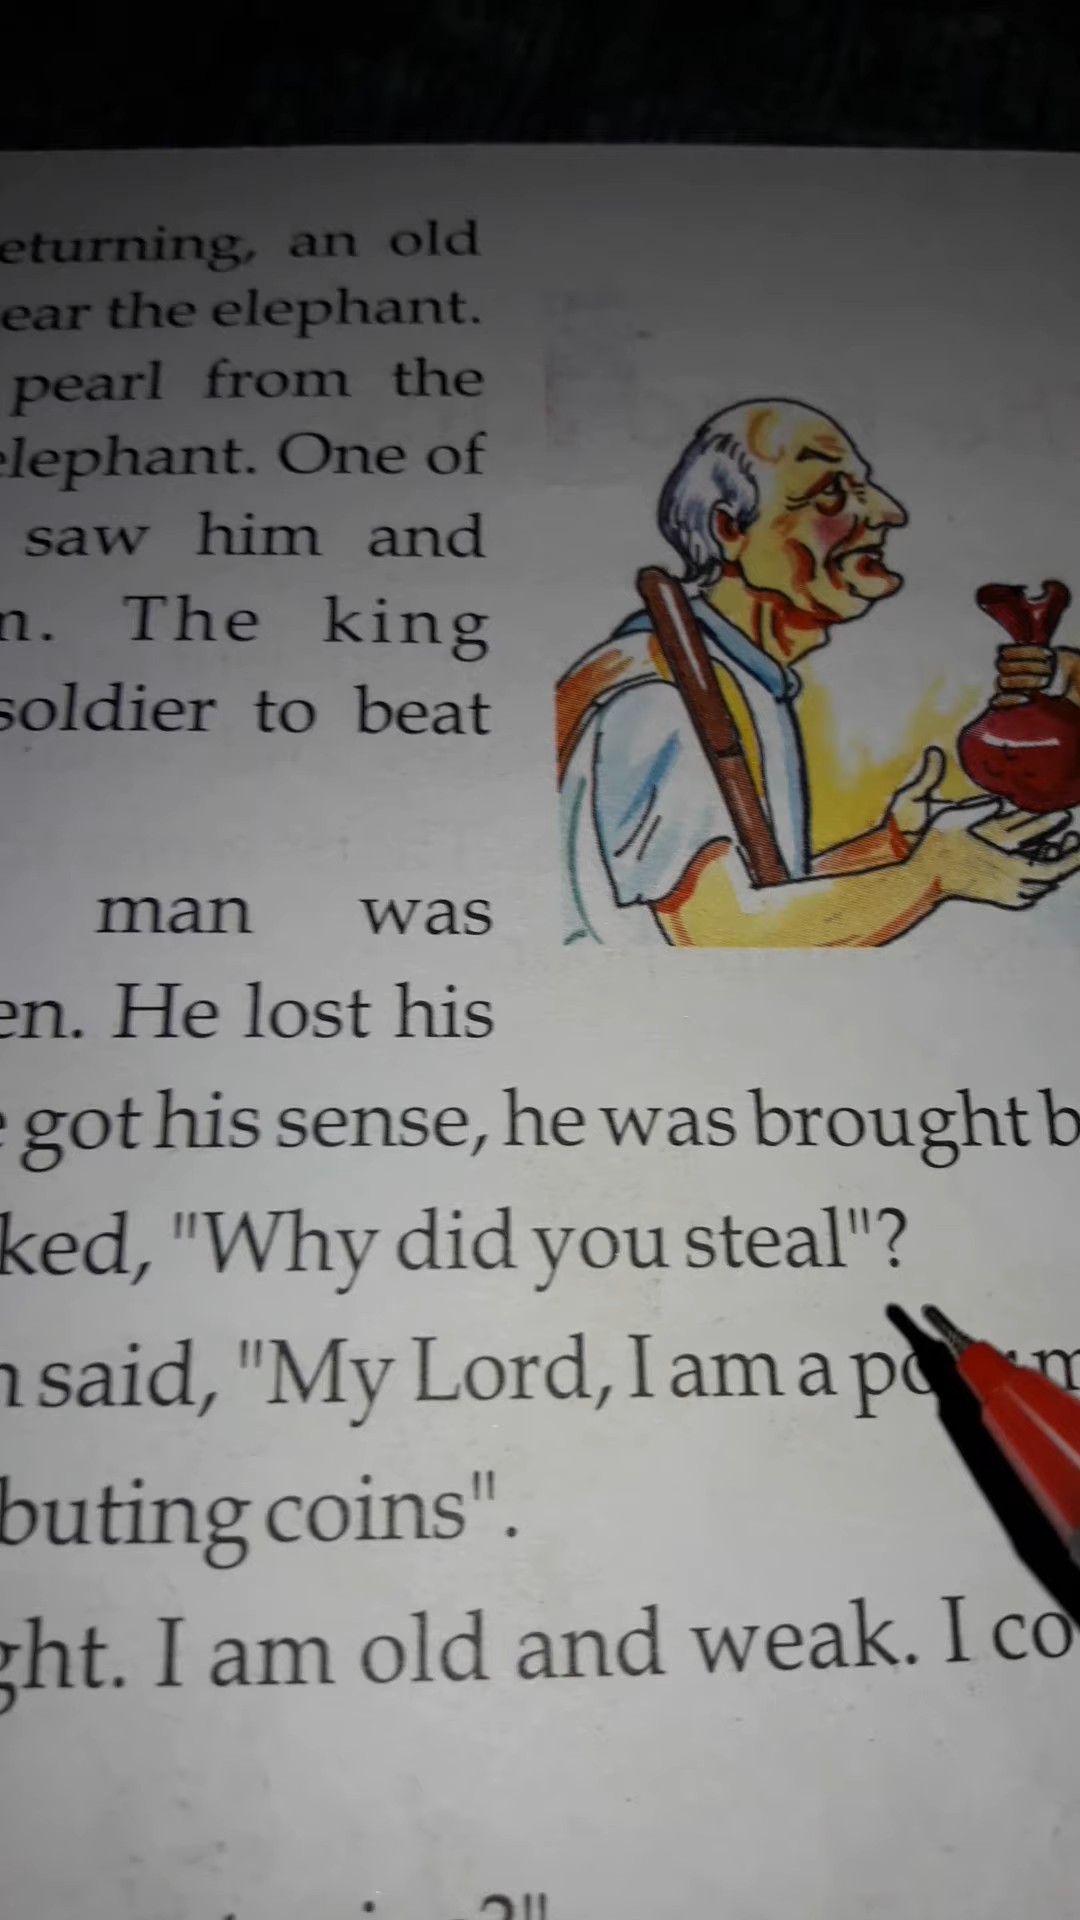 eturning, an old
ear the elephant.
pearl from the
elephant. One of
saw him and
n. The king
soldier to beat
man was
en. He lost his
e got his sense, he was brought b
ked, "Why did you steal"?
n said, "My Lord, I am a po
buting coins".
ght. I am old and weak. I co